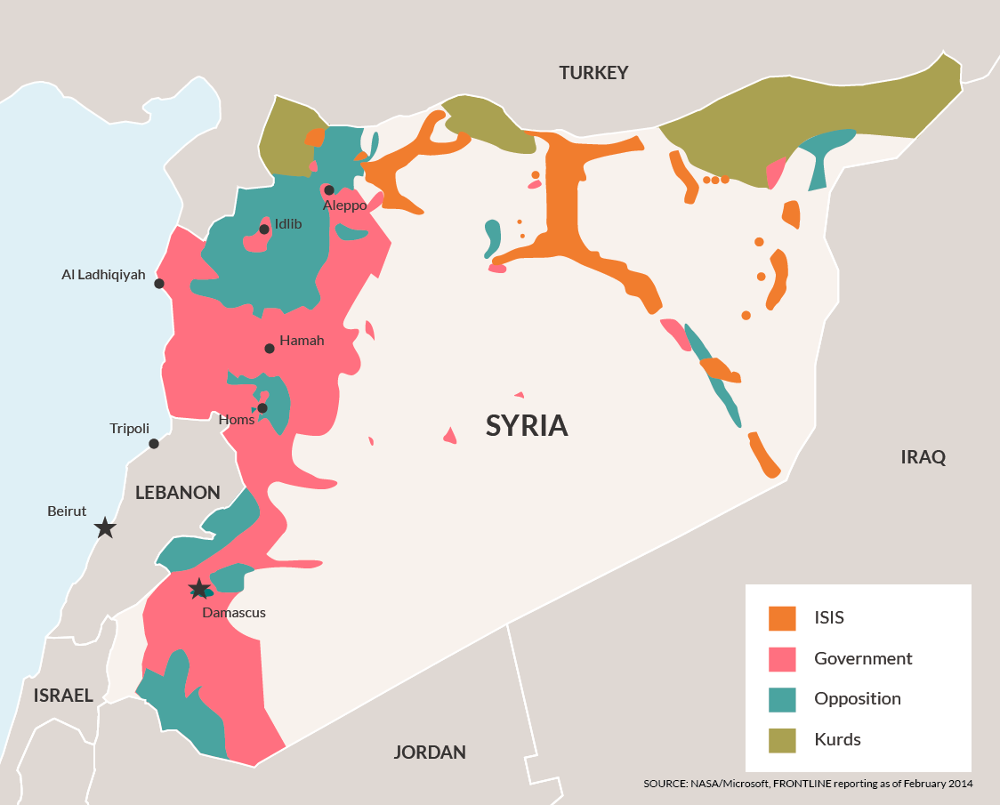 TURKEY
Aleppo
Idlib
Al Ladhiqiyah
Hamah
Homs
SYRIA
Tripoli
IRAQ
LEBANON
Beirut
Damascus
ISIS
Government
ISRAEL
Opposition
Kurds
JORDAN
SOURCE: NASA/Microsoft, FRONTLINE reporting as of February 2014